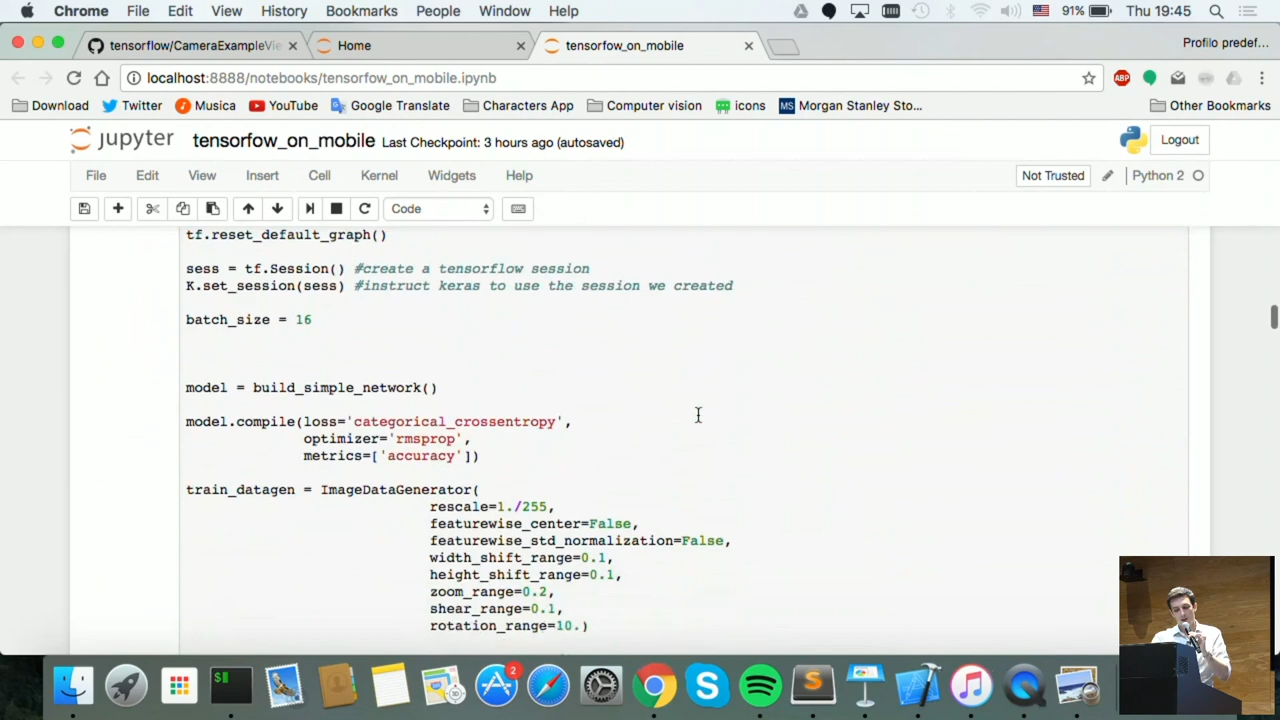 Chrome File Edit View History Bookmarks People Window Help 91% Thu 19:45
tensorflow/CameraExampleVie Home tensorfow_on_mobile Profilo predef...
localhost:8888/notebooks/tensorfow_on_mobile.ipynb ABP
Download Twitter Musica YouTube Google Translate Characters App Computer vision icons MS Morgan Stanley Sto... Other Bookmarks
jupyter tensorfow_on_mobile Last Checkpoint: 3 hours ago (autosaved) Logout
File Edit View Insert Cell Kernel Widgets Help Not Trusted Python 2
Code
tf.reset_default_graph()
sess = tf.Session() #create a tensorflow session
K.set_session(sess) #instruct keras to use the session we created
batch_size = 16
model = build_simple_network()
model.compile(loss='categorical_crossentropy',
optimizer='rmsprop',
metrics=['accuracy'])
train_datagen = ImageDataGenerator(
rescale=1./255,
featurewise_center=False,
featurewise_std_normalization=False,
width_shift_range=0.1,
height_shift_range=0.1,
zoom_range=0.2,
shear_range=0.1,
rotation_range=10.)
$ 2